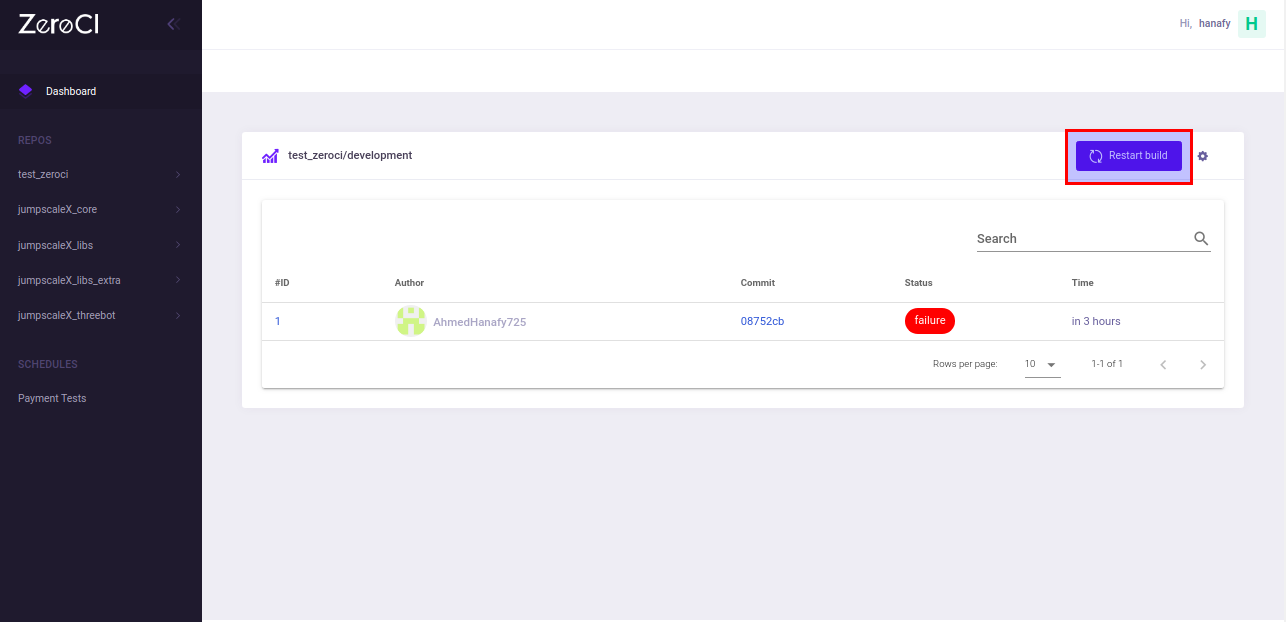 ZeroCI
Hi, hanafy H
Dashboard
REPOS
test_zeroci
jumpscaleX_core
jumpscaleX_libs
jumpscaleX_libs_extra
jumpscaleX_threebot
SCHEDULES
Payment Tests
test_zeroci/development
Restart build
Search
#ID Author Commit Status Time
1 AhmedHanafy725 08752cb failure in 3 hours
Rows per page: 10 1-1 of 1